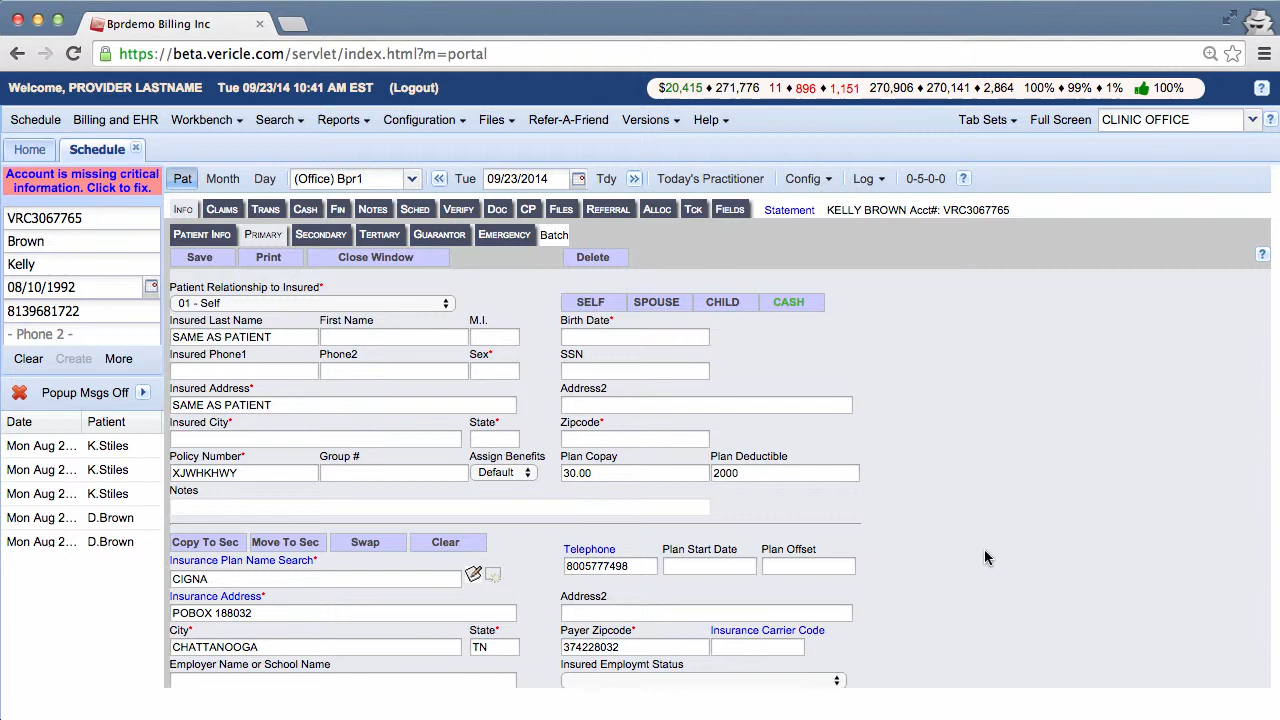 Bprdemo Billing Inc
https://beta.vericle.com/servlet/index.html?m=portal
Welcome, PROVIDER LASTNAME Tue 09/23/14 10:41 AM EST (Logout) $20,415 ♦ 271,776 11 ♦ 896 ♦ 1,151 270,906 ♦ 270,141 ♦ 2,864 100% ♦ 99% ♦ 1% 100% ?
Schedule Billing and EHR Workbench Search Reports Configuration Files Refer-A-Friend Versions Help Tab Sets Full Screen CLINIC OFFICE ?
Home Schedule
Account is missing critical information. Click to fix.
Pat Month Day (Office) Bpr1 Tue 09/23/2014 Tdy Today's Practitioner Config Log 0-5-0-0 ?
INFO CLAIMS TRANS CASH FIN NOTES SCHED VERIFY DOC CP FILES REFERRAL ALLOC TCK FIELDS Statement KELLY BROWN Acct#: VRC3067765
PATIENT INFO PRIMARY SECONDARY TERTIARY GUARANTOR EMERGENCY Batch
Save Print Close Window Delete ?
VRC3067765
Brown
Kelly
08/10/1992
8139681722
- Phone 2 -
Clear Create More
Popup Msgs Off
Date Patient
Mon Aug 2... K.Stiles
Mon Aug 2... K.Stiles
Mon Aug 2... K.Stiles
Mon Aug 2... D.Brown
Mon Aug 2... D.Brown
Patient Relationship to Insured*
01 - Self SELF SPOUSE CHILD CASH
Insured Last Name First Name M.I. Birth Date*
SAME AS PATIENT
Insured Phone1 Phone2 Sex* SSN
Insured Address* Address2
SAME AS PATIENT
Insured City* State* Zipcode*
Policy Number* Group # Assign Benefits Plan Copay Plan Deductible
XJWHKHWY Default 30.00 2000
Notes
Copy To Sec Move To Sec Swap Clear
Insurance Plan Name Search* Telephone Plan Start Date Plan Offset
CIGNA 8005777498
Insurance Address* Address2
POBOX 188032
City* State* Payer Zipcode* Insurance Carrier Code
CHATTANOOGA TN 374228032
Employer Name or School Name Insured Employmt Status